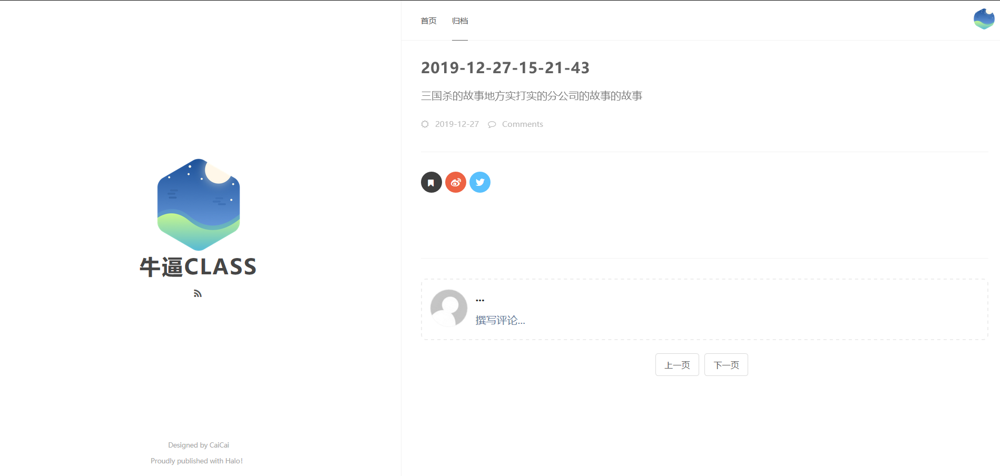 首页 归档
2019-12-27-15-21-43
三国杀的故事地方实打实的分公司的故事的故事
2019-12-27 Comments
牛逼CLASS
...
撰写评论...
上一页 下一页
Designed by CaiCai
Proudly published with Halo!